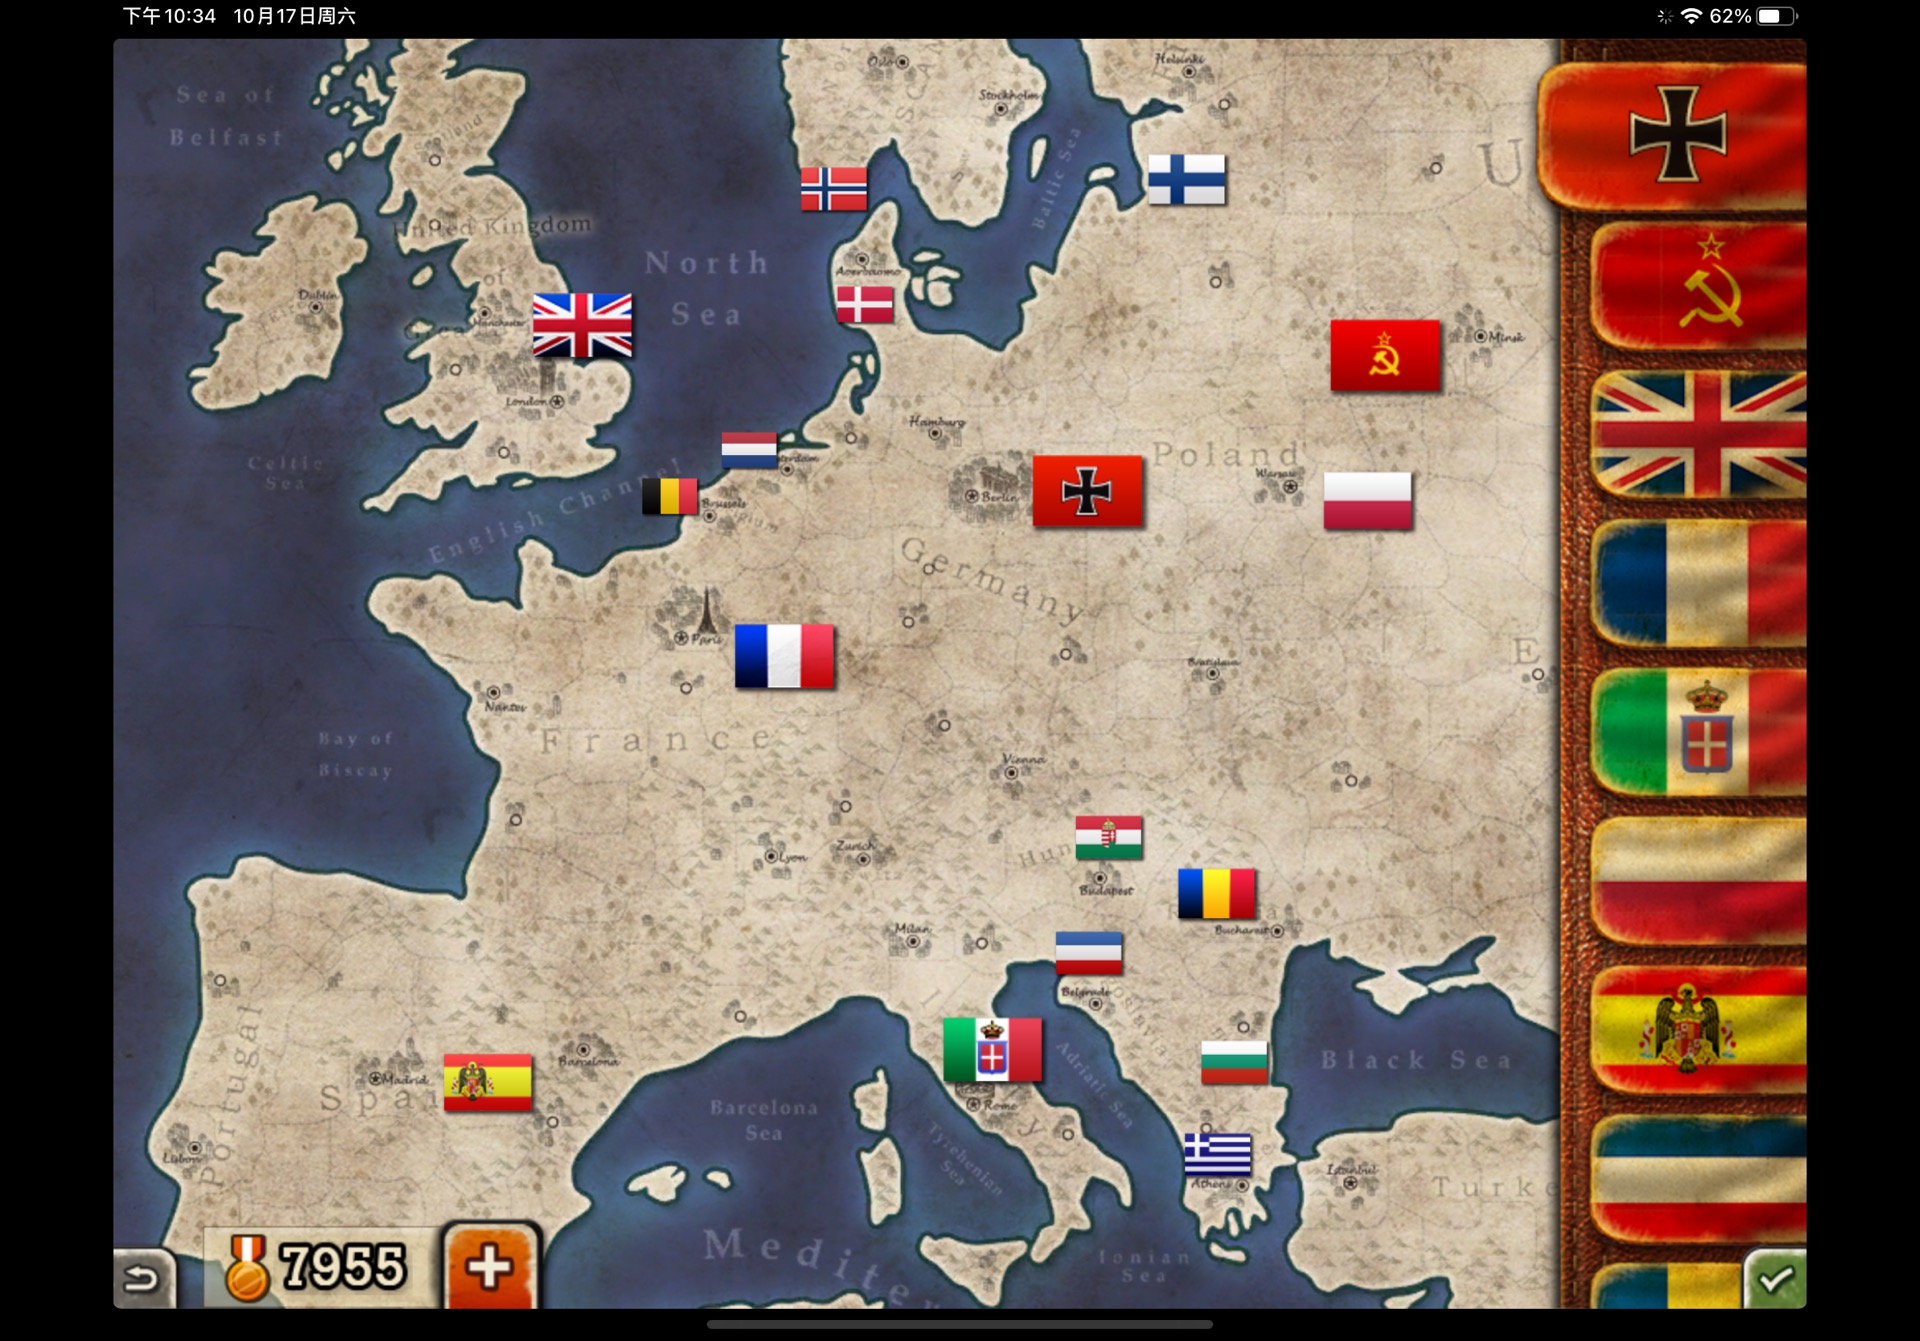 下午10:34 10月17日周六
62%
Oslo
Helsinki
Sea of
Belfast
Stockholm
Scotland
U
Baltic Sea
United Kingdom
of
North
Sea
Dublin
Manchester
Minsk
London
Hamburg
Celtic
Sea
Poland
Warsaw
Berlin
English Channel
Brussels
Germany
Paris
E
Bratislava
Nantes
France
Bay of
Biscay
Vienna
Zurich
Lyon
Budapest
Milan
Bucharest
Belgrade
Barcelona
Madrid
Portugal
Adriatic Sea
Black Sea
Rome
Barcelona
Sea
Tyrrhenian
Sea
Lisbon
Athens
Istanbul
Ionian
Sea
7955